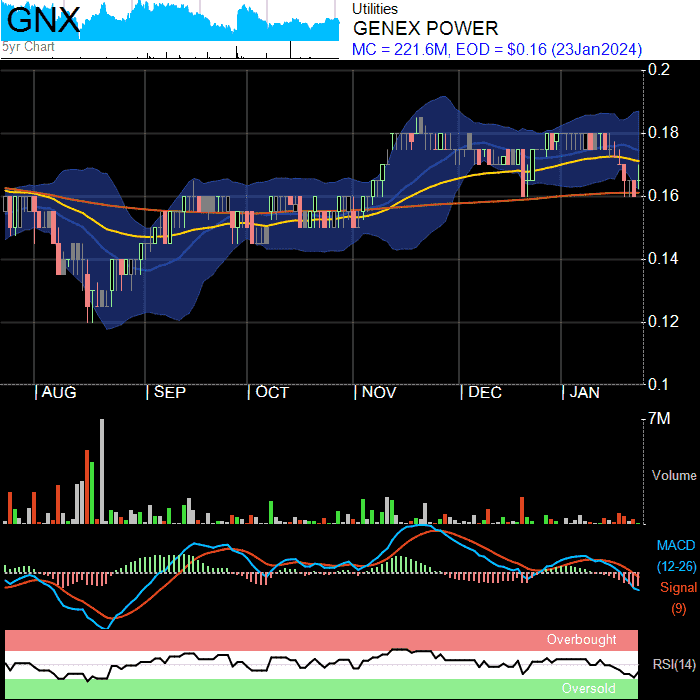 GNX
5yr Chart
Utilities
GENEX POWER
MC = 221.6M, EOD = $0.16 (23Jan2024)
0.2
0.18
0.16
0.14
0.12
0.1
AUG SEP OCT NOV DEC JAN
7M
Volume
MACD
(12-26)
Signal
(9)
Overbought
RSI(14)
Oversold